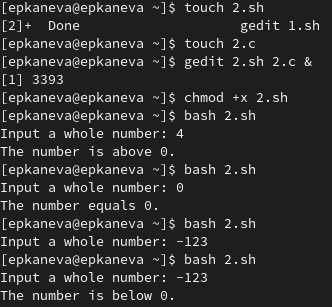 [epkaneva@epkaneva ~]$ touch 2.sh
[2]+  Done                    gedit 1.sh
[epkaneva@epkaneva ~]$ touch 2.c
[epkaneva@epkaneva ~]$ gedit 2.sh 2.c &
[1] 3393
[epkaneva@epkaneva ~]$ chmod +x 2.sh
[epkaneva@epkaneva ~]$ bash 2.sh
Input a whole number: 4
The number is above 0.
[epkaneva@epkaneva ~]$ bash 2.sh
Input a whole number: 0
The number equals 0.
[epkaneva@epkaneva ~]$ bash 2.sh
Input a whole number: -123
[epkaneva@epkaneva ~]$ bash 2.sh
Input a whole number: -123
The number is below 0.